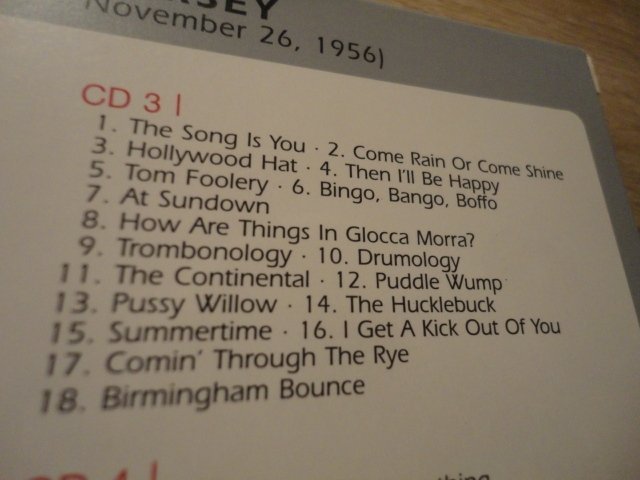 November 26, 1956)
CD 3 |
1. The Song Is You · 2. Come Rain Or Come Shine
3. Hollywood Hat · 4. Then I'll Be Happy
5. Tom Foolery · 6. Bingo, Bango, Boffo
7. At Sundown
8. How Are Things In Glocca Morra?
9. Trombonology · 10. Drumology
11. The Continental · 12. Puddle Wump
13. Pussy Willow · 14. The Hucklebuck
15. Summertime · 16. I Get A Kick Out Of You
17. Comin' Through The Rye
18. Birmingham Bounce
CD 4 |